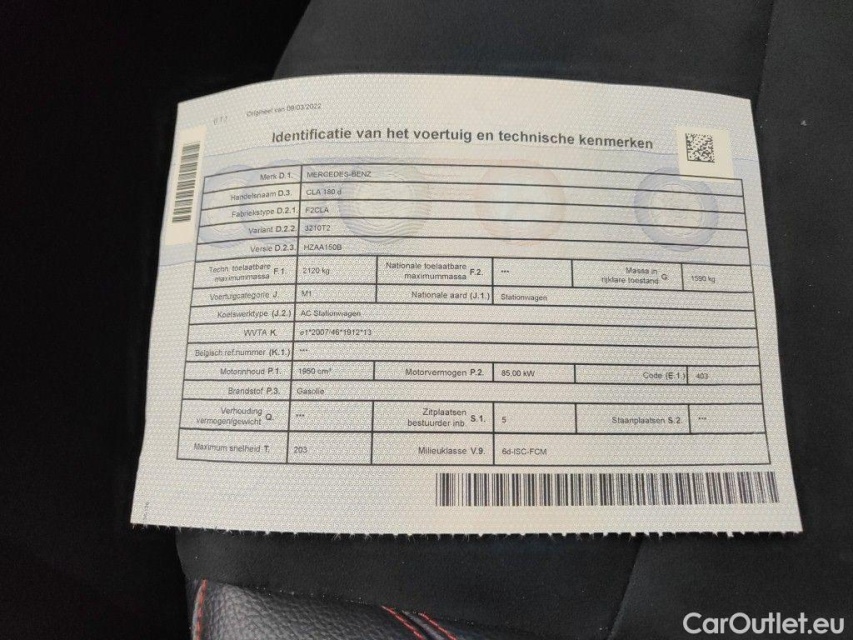 Origineel van 09/03/2022
Identificatie van het voertuig en technische kenmerken
Merk D.1. MERCEDES-BENZ
Handelsnaam D.3. CLA 180 d
Fabriekstype D.2.1. F2CLA
Variant D.2.2. 3210T2
Versie D.2.3. HZAA150B
Techn. toelaatbare maximummassa F.1. 2120 kg Nationale toelaatbare maximummassa F.2. *** Massa in rijklare toestand G.
Voertuigcategorie J. M1 Nationale aard (J.1.) Stationwagen
Koetswerktype (J.2.) AC Stationwagen
WVTA K. e1*2007/46*1912*13
Belgisch ref.nummer (K.1.) ***
Motorinhoud P.1. 1950 cm³ Motorvermogen P.2. 85,00 kW Code (E.1.) 403
Brandstof P.3. Gasolie
Verhouding vermogen/gewicht Q. *** Zitplaatsen bestuurder inb. S.1. 5 Staanplaatsen S.2. ***
Maximum snelheid T. 203 Milieuklasse V.9. 6d-ISC-FCM
CarOutlet.eu